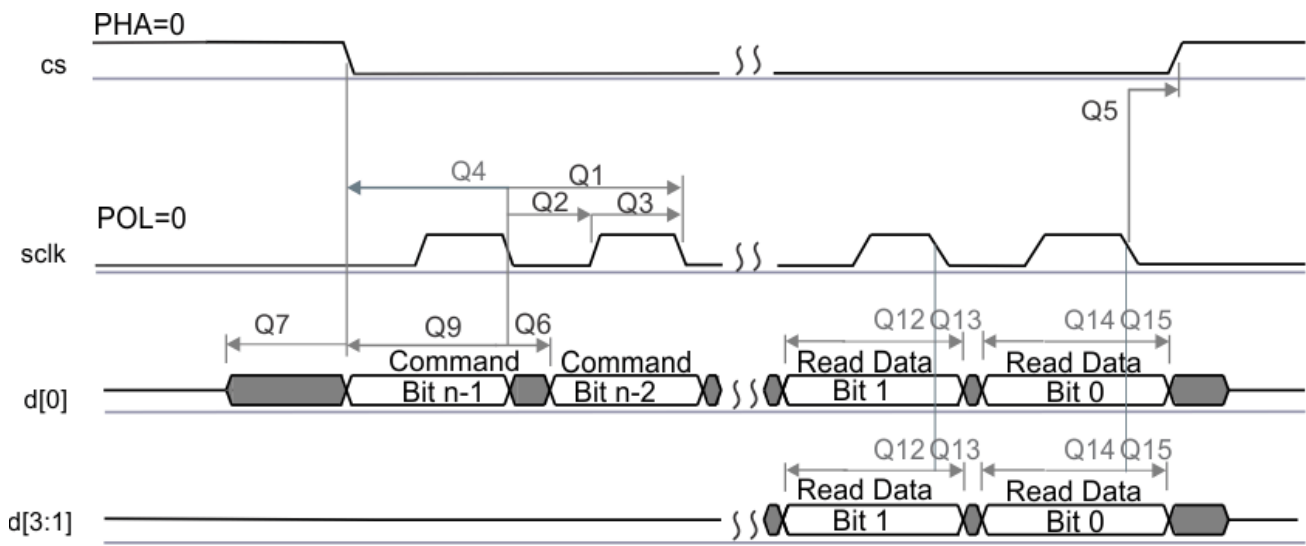 PHA=0
cs
Q5
Q4 Q1
Q2 Q3
POL=0
sclk
Q7 Q9 Q6 Q12 Q13 Q14 Q15
Command Command Read Data Read Data
d[0] Bit n-1 Bit n-2 Bit 1 Bit 0
Q12 Q13 Q14 Q15
Read Data Read Data
d[3:1] Bit 1 Bit 0